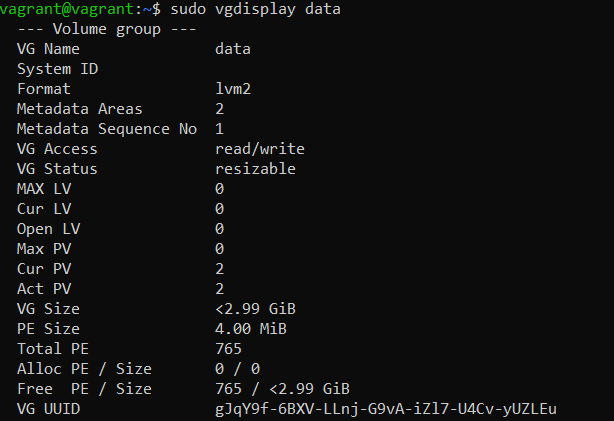 vagrant@vagrant:~$ sudo vgdisplay data
--- Volume group ---
VG Name data
System ID
Format lvm2
Metadata Areas 2
Metadata Sequence No 1
VG Access read/write
VG Status resizable
MAX LV 0
Cur LV 0
Open LV 0
Max PV 0
Cur PV 2
Act PV 2
VG Size <2.99 GiB
PE Size 4.00 MiB
Total PE 765
Alloc PE / Size 0 / 0
Free PE / Size 765 / <2.99 GiB
VG UUID gJqY9f-6BXV-LLnj-G9vA-iZl7-U4Cv-yUZLEu